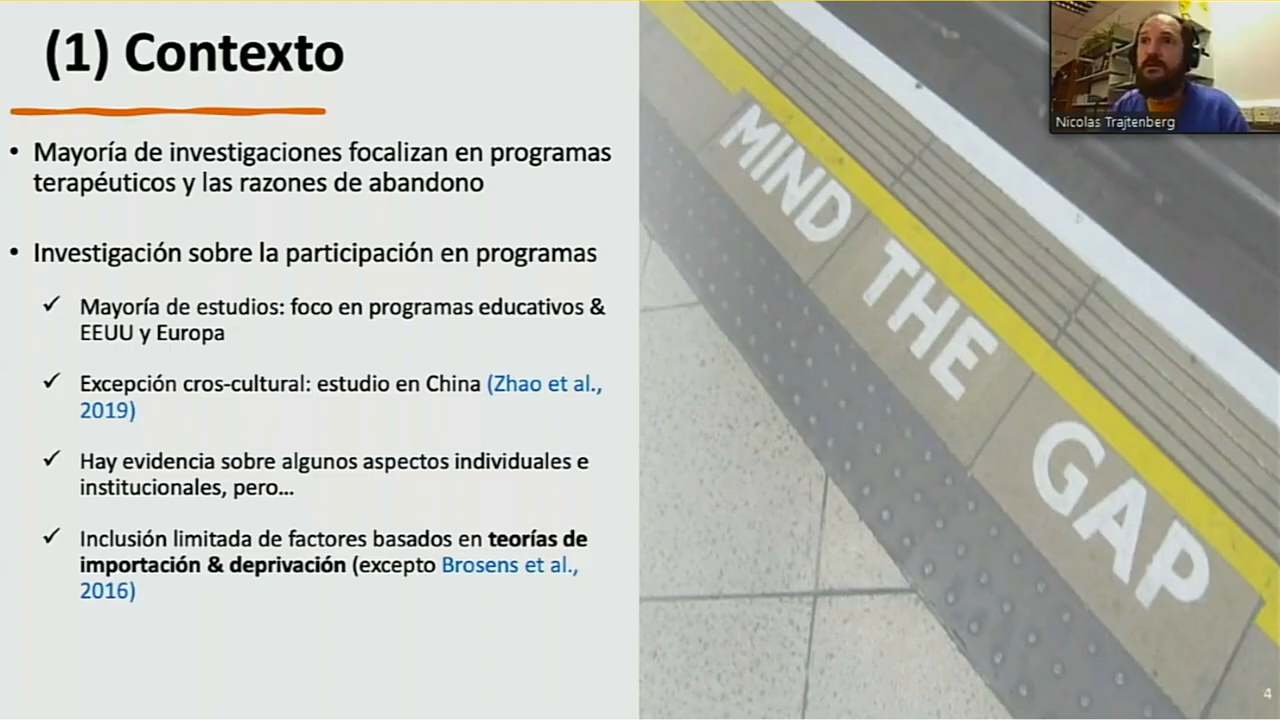 (1) Contexto
• Mayoría de investigaciones focalizan en programas
terapéuticos y las razones de abandono
• Investigación sobre la participación en programas
✓ Mayoría de estudios: foco en programas educativos &
EEUU y Europa
✓ Excepción cros-cultural: estudio en China (Zhao et al.,
2019)
✓ Hay evidencia sobre algunos aspectos individuales e
institucionales, pero…
✓ Inclusión limitada de factores basados en teorías de
importación & deprivación (excepto Brosens et al.,
2016)
MIND THE GAP
Nicolas Trajtenberg
4